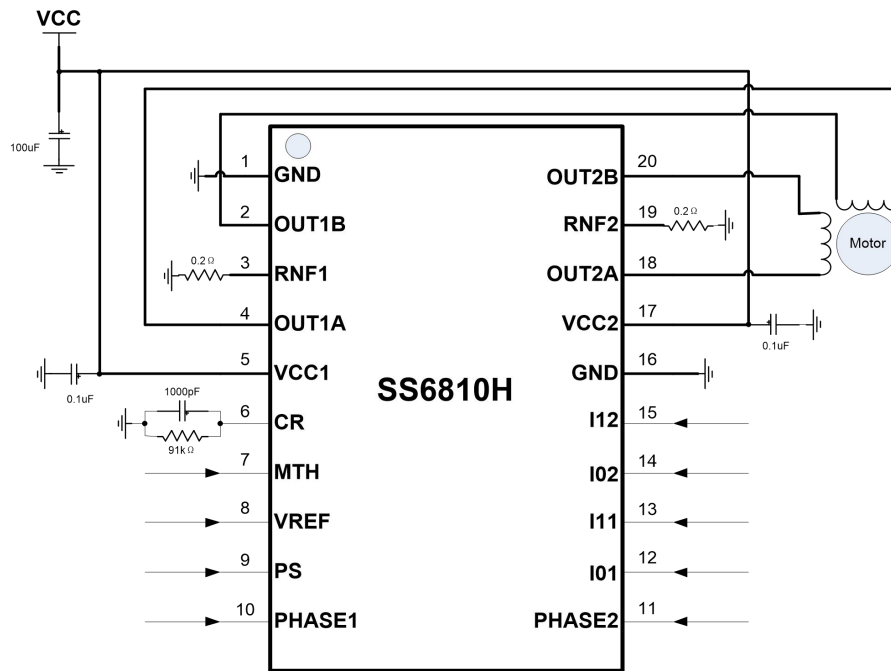 VCC
100uF
1
GND
2
OUT1B
0.2Ω
3
RNF1
4
OUT1A
5
VCC1
0.1uF
1000pF
6
CR
91kΩ
7
MTH
8
VREF
9
PS
10
PHASE1
SS6810H
20
OUT2B
19
RNF2
0.2Ω
18
OUT2A
Motor
17
VCC2
0.1uF
16
GND
15
I12
14
I02
13
I11
12
I01
11
PHASE2